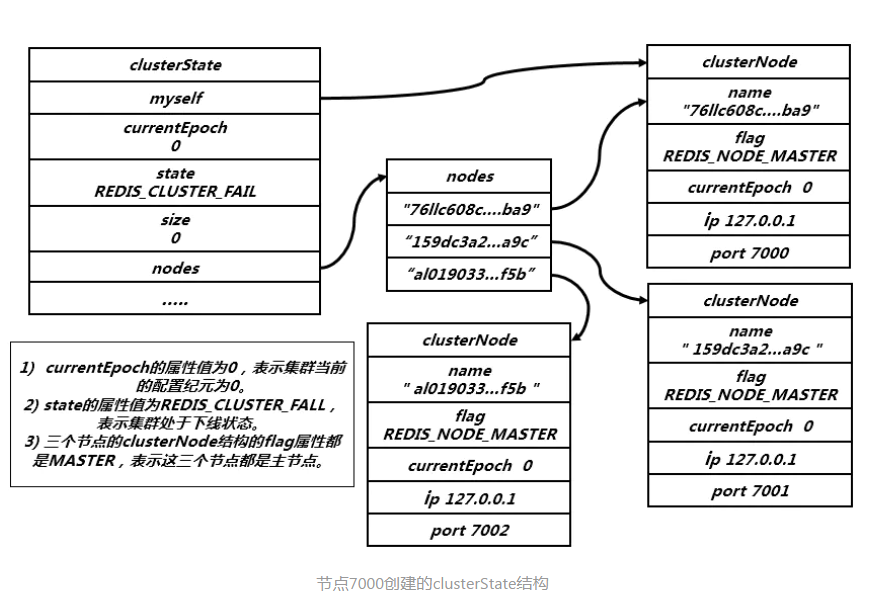 clusterState
myself
currentEpoch
0
state
REDIS_CLUSTER_FAIL
size
0
nodes
.....
nodes
"76llc608c....ba9"
“159dc3a2...a9c”
“al019033...f5b”
clusterNode
name
"76llc608c....ba9"
flag
REDIS_NODE_MASTER
currentEpoch 0
ip 127.0.0.1
port 7000
clusterNode
name
" 159dc3a2...a9c "
flag
REDIS_NODE_MASTER
currentEpoch 0
ip 127.0.0.1
port 7001
clusterNode
name
" al019033...f5b "
flag
REDIS_NODE_MASTER
currentEpoch 0
ip 127.0.0.1
port 7002
1) currentEpoch的属性值为0，表示集群当前
的配置纪元为0。
2) state的属性值为REDIS_CLUSTER_FALL，
表示集群处于下线状态。
3) 三个节点的clusterNode结构的flag属性都
是MASTER，表示这三个节点都是主节点。
节点7000创建的clusterState结构